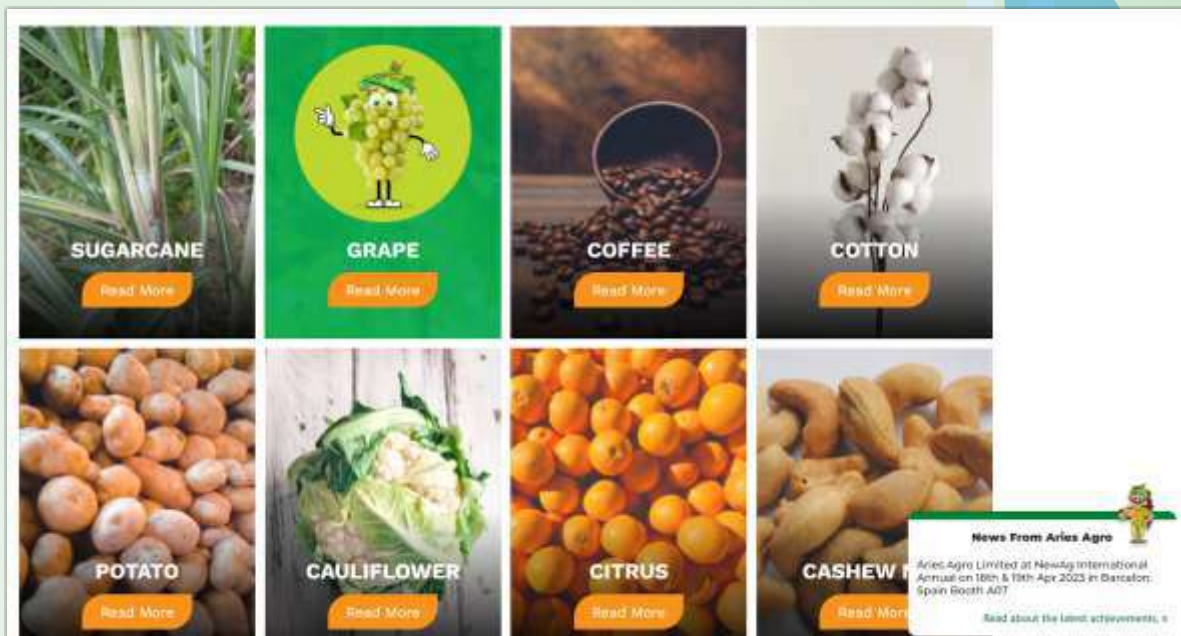 SUGARCANE
GRAPE
COFFEE
COTTON
Read More
Read More
Read More
Read More
POTATO
CAULIFLOWER
CITRUS
CASHEW
Read More
Read More
Read More
Read More
News From Aries Agro
Aries Agro Limited at NewAg International
Annual on 18th & 19th Apr 2023 in
Spain Booth A07
Read about the latest achievements,